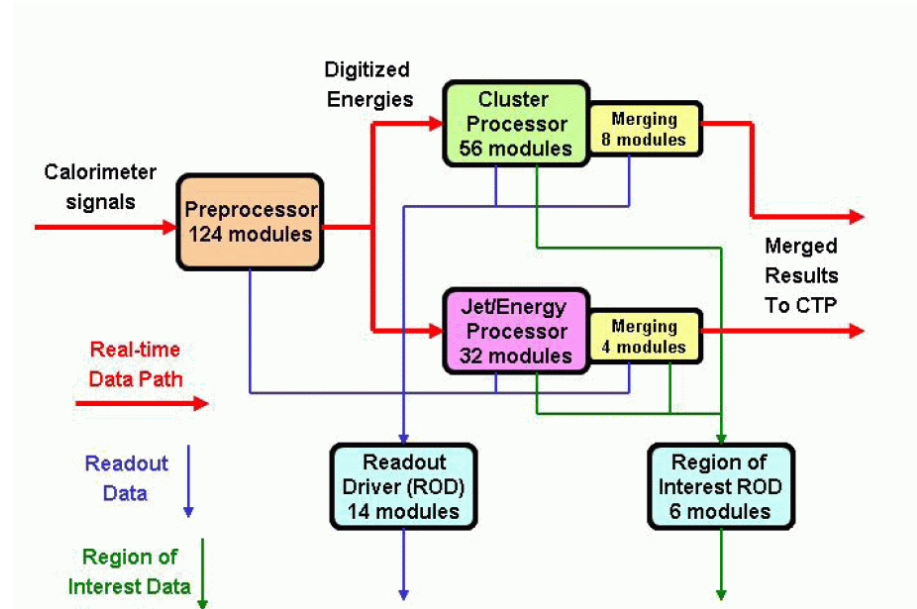 Digitized
Energies
Cluster
Processor
56 modules
Merging
8 modules
Calorimeter
signals
Preprocessor
124 modules
Merged
Results
To CTP
Jet/Energy
Processor
32 modules
Merging
4 modules
Real-time
Data Path
Readout
Data
Readout
Driver (ROD)
14 modules
Region of
Interest ROD
6 modules
Region of
Interest Data